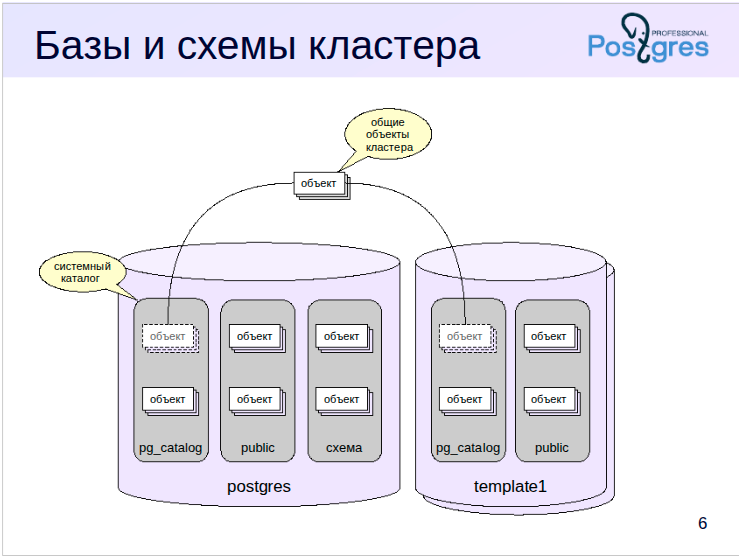 Базы и схемы кластера
PROFESSIONAL
Postgres
общие
объекты
кластера
объект
системный
каталог
объект
объект
объект
объект
объект
объект
объект
объект
объект
объект
pg_catalog
public
схема
pg_catalog
public
postgres
template1
6